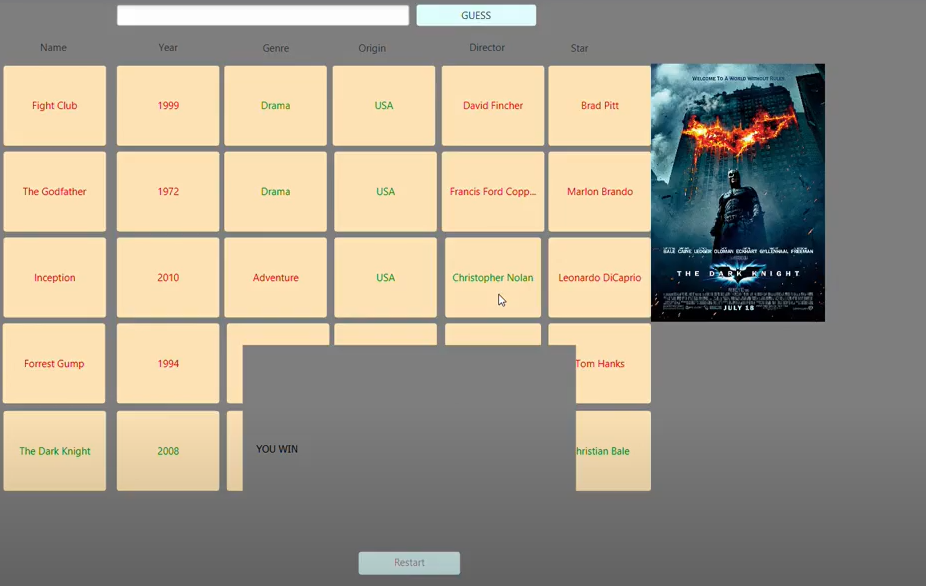 GUESS
Name Year Genre Origin Director Star
Fight Club 1999 Drama USA David Fincher Brad Pitt
The Godfather 1972 Drama USA Francis Ford Copp... Marlon Brando
Inception 2010 Adventure USA Christopher Nolan Leonardo DiCaprio
Forrest Gump 1994 Tom Hanks
The Dark Knight 2008 hristian Bale
YOU WIN
Restart
WELCOME TO A WORLD WITHOUT RULES
BALE CAINE LEDGER OLDMAN ECKHART GYLLENHAAL FREEMAN
THE DARK KNIGHT
JULY 18